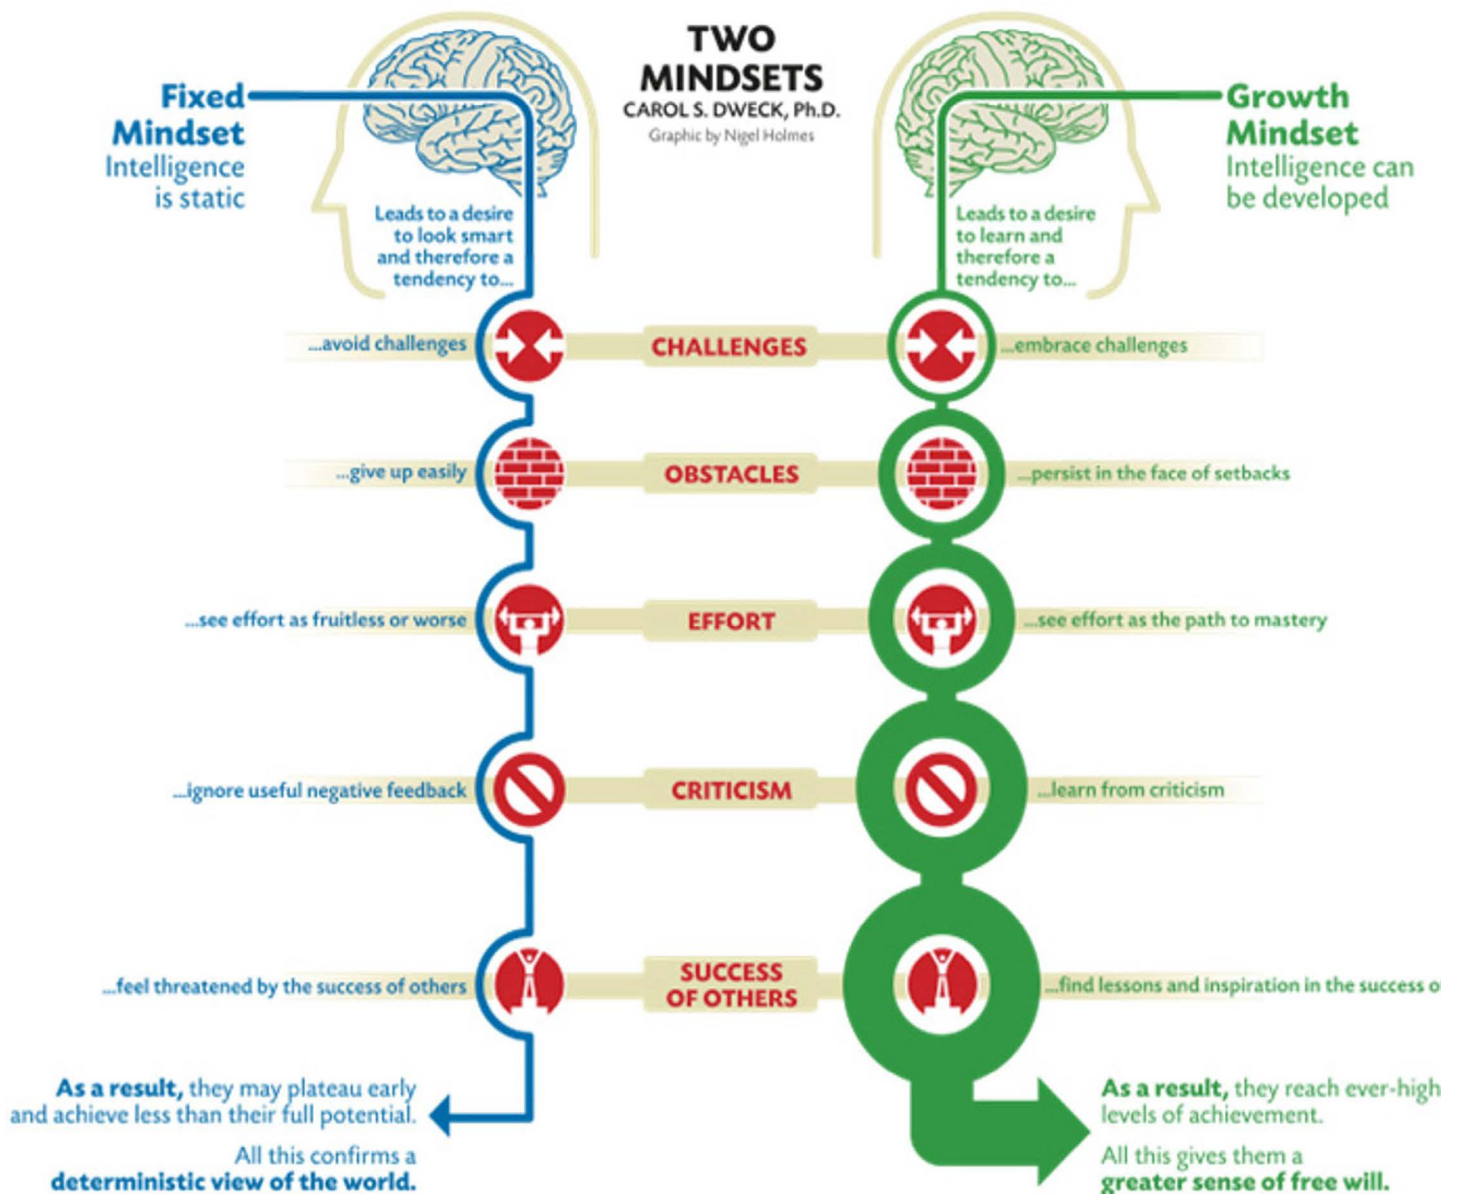 TWO
MINDSETS
CAROL S. DWECK, Ph.D.
Graphic by Nigel Holmes
Fixed
Mindset
Intelligence
is static
Growth
Mindset
Intelligence can
be developed
Leads to a desire
to look smart
and therefore a
tendency to...
Leads to a desire
to learn and
therefore a
tendency to...
...avoid challenges
CHALLENGES
...embrace challenges
...give up easily
OBSTACLES
...persist in the face of setbacks
...see effort as fruitless or worse
EFFORT
...see effort as the path to mastery
...ignore useful negative feedback
CRITICISM
...learn from criticism
...feel threatened by the success of others
SUCCESS
OF OTHERS
...find lessons and inspiration in the success o
As a result, they may plateau early
and achieve less than their full potential.
All this confirms a
deterministic view of the world.
As a result, they reach ever-high
levels of achievement.
All this gives them a
greater sense of free will.